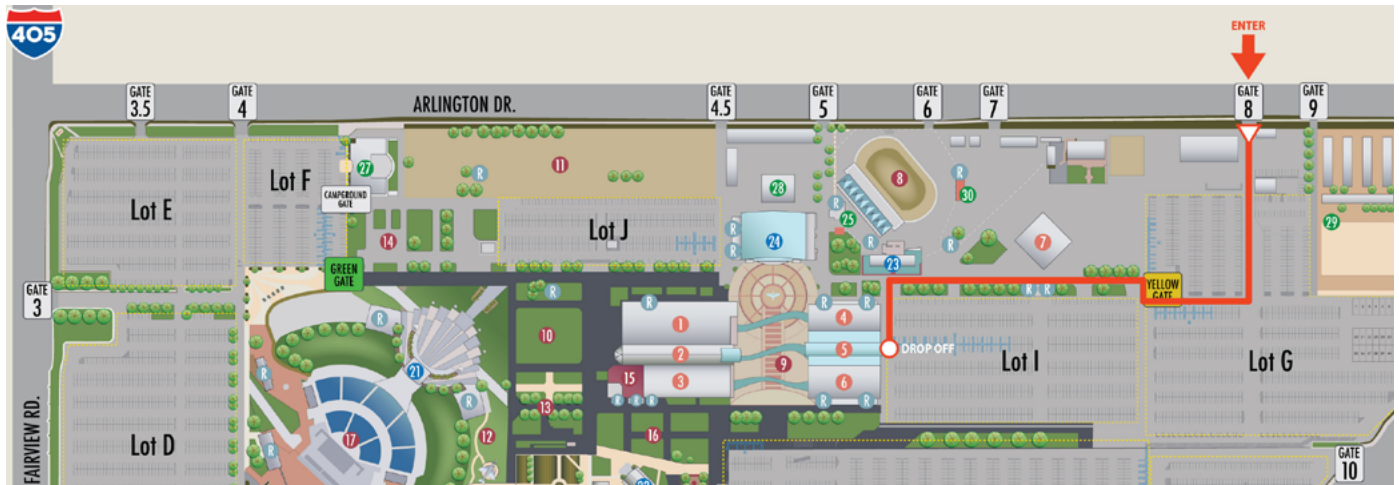 405
ENTER
GATE
3.5
GATE
4
ARLINGTON DR.
GATE
4.5
GATE
5
GATE
6
GATE
7
GATE
8
GATE
9
27
R
11
8
30
28
R
25
29
Lot F
CAMPGROUND
GATE
Lot E
14
Lot J
R
R
24
R
23
R
7
GREEN
GATE
YELLOW
GATE
GATE
3
R
R
R
10
1
4
2
5
DROP OFF
Lot I
Lot G
21
3
15
9
6
R
R
R
R
R
R
R
13
12
16
17
R
Lot D
FAIRVIEW RD.
GATE
10